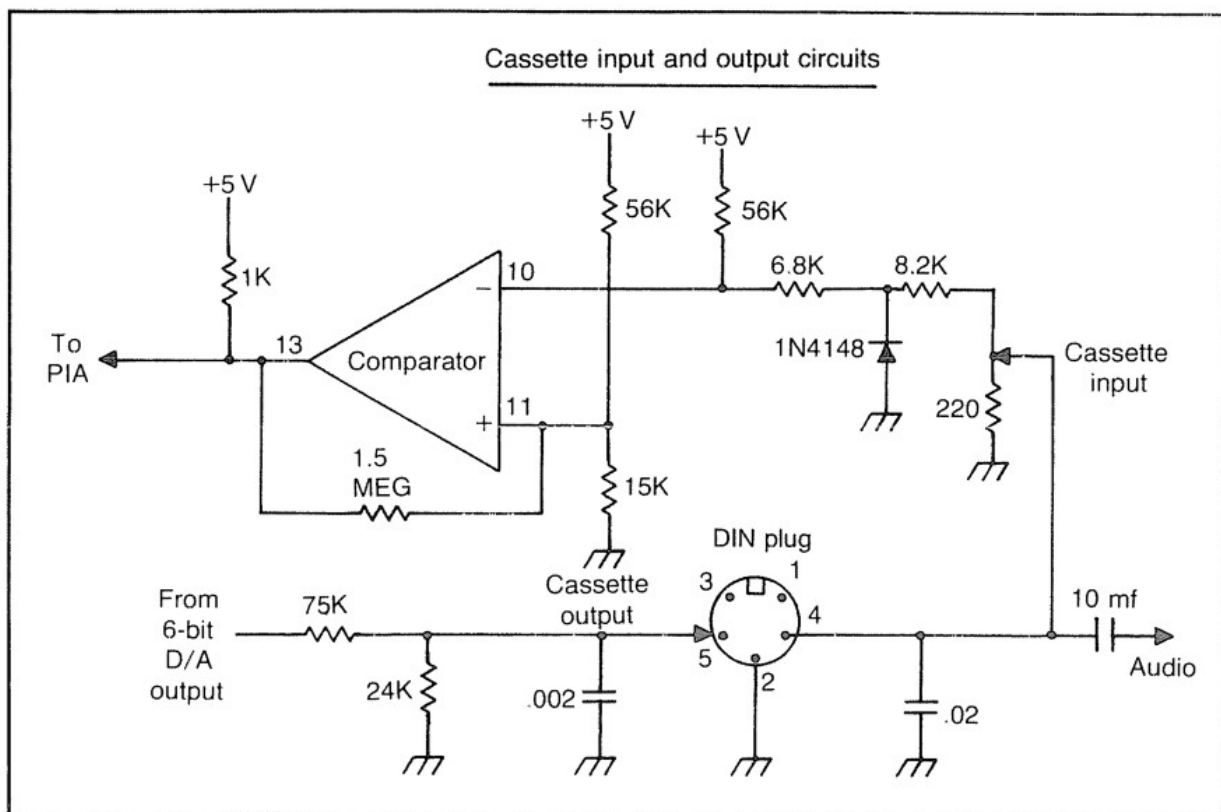 Cassette input and output circuits
+5 V
+5 V
+5 V
56K
56K
1K
10
6.8K
8.2K
−
To
PIA
13
Comparator
1N4148
Cassette
input
11
+
220
1.5
MEG
15K
DIN plug
Cassette
output
3
1
From
6-bit
D/A
output
75K
4
10 mf
5
2
Audio
24K
.002
.02